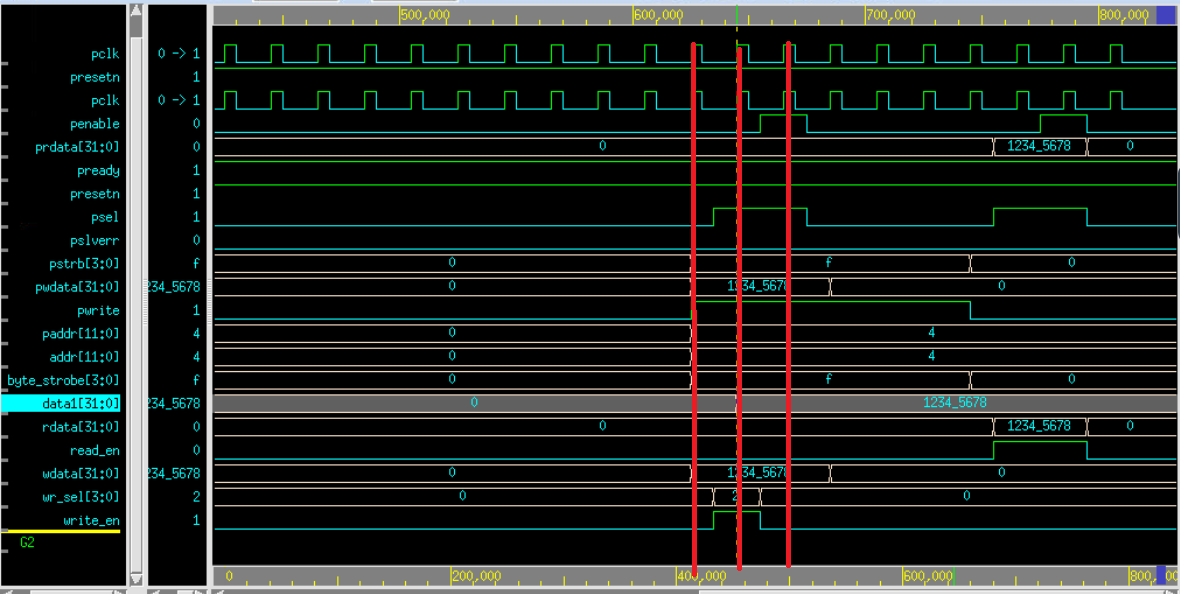 500,000 600,000 700,000 800,000
pclk 0 -> 1
presetn 1
pclk 0 -> 1
penable 0
prdata[31:0] 0 0 1234_5678 0
pready 1
presetn 1
psel 1
pslverr 0
pstrb[3:0] f 0 f 0
pwdata[31:0] 234_5678 0 1234_5678 0
pwrite 1
paddr[11:0] 4 0 4
addr[11:0] 4 0 4
byte_strobe[3:0] f 0 f 0
data1[31:0] 234_5678 0 1234_5678
rdata[31:0] 0 0 1234_5678 0
read_en 0
wdata[31:0] 234_5678 0 1234_5678 0
wr_sel[3:0] 2 0 2 0
write_en 1
G2
0 200,000 400,000 600,000